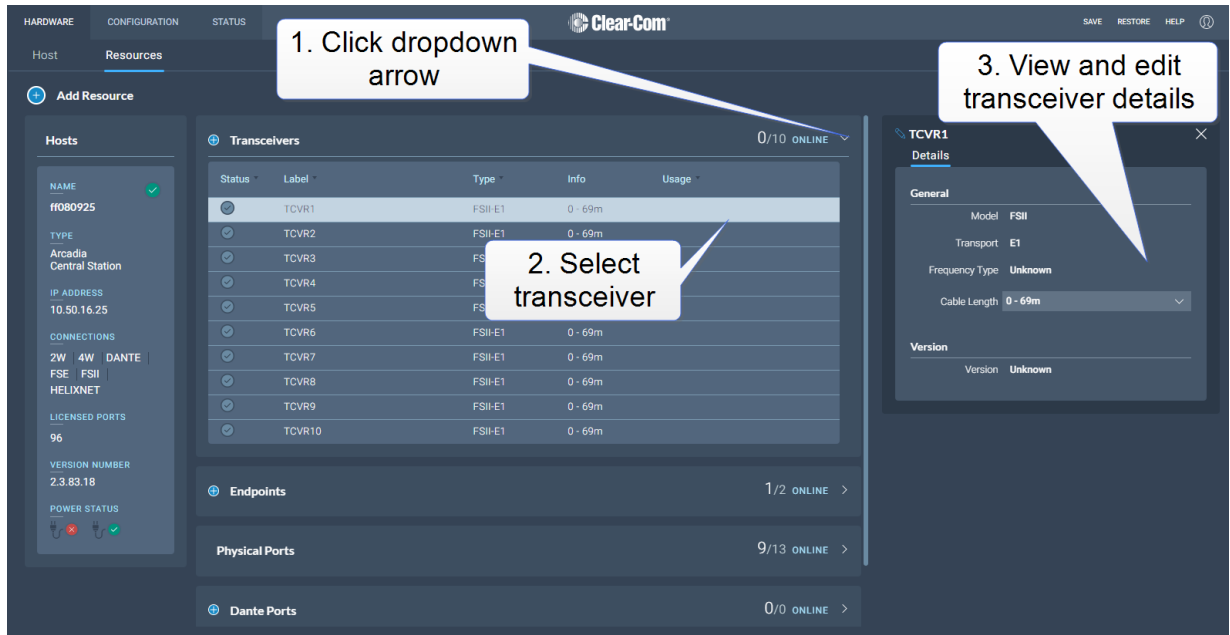 HARDWARE CONFIGURATION STATUS Clear-Com SAVE RESTORE HELP
Host Resources
1. Click dropdown
arrow
3. View and edit
transceiver details
Add Resource
Hosts
NAME
ff080925
TYPE
Arcadia
Central Station
IP ADDRESS
10.50.16.25
CONNECTIONS
2W 4W DANTE
FSE FSII
HELIXNET
LICENSED PORTS
96
VERSION NUMBER
2.3.83.18
POWER STATUS
Transceivers 0/10 ONLINE
Status Label Type Info Usage
TCVR1 FSII-E1 0 - 69m
TCVR2 FSII-E1 0 - 69m
TCVR3 FS
TCVR4 FS
TCVR5 FS
TCVR6 FSII-E1 0 - 69m
TCVR7 FSII-E1 0 - 69m
TCVR8 FSII-E1 0 - 69m
TCVR9 FSII-E1 0 - 69m
TCVR10 FSII-E1 0 - 69m
2. Select
transceiver
Endpoints 1/2 ONLINE
Physical Ports 9/13 ONLINE
Dante Ports 0/0 ONLINE
TCVR1
Details
General
Model FSII
Transport E1
Frequency Type Unknown
Cable Length 0 - 69m
Version
Version Unknown